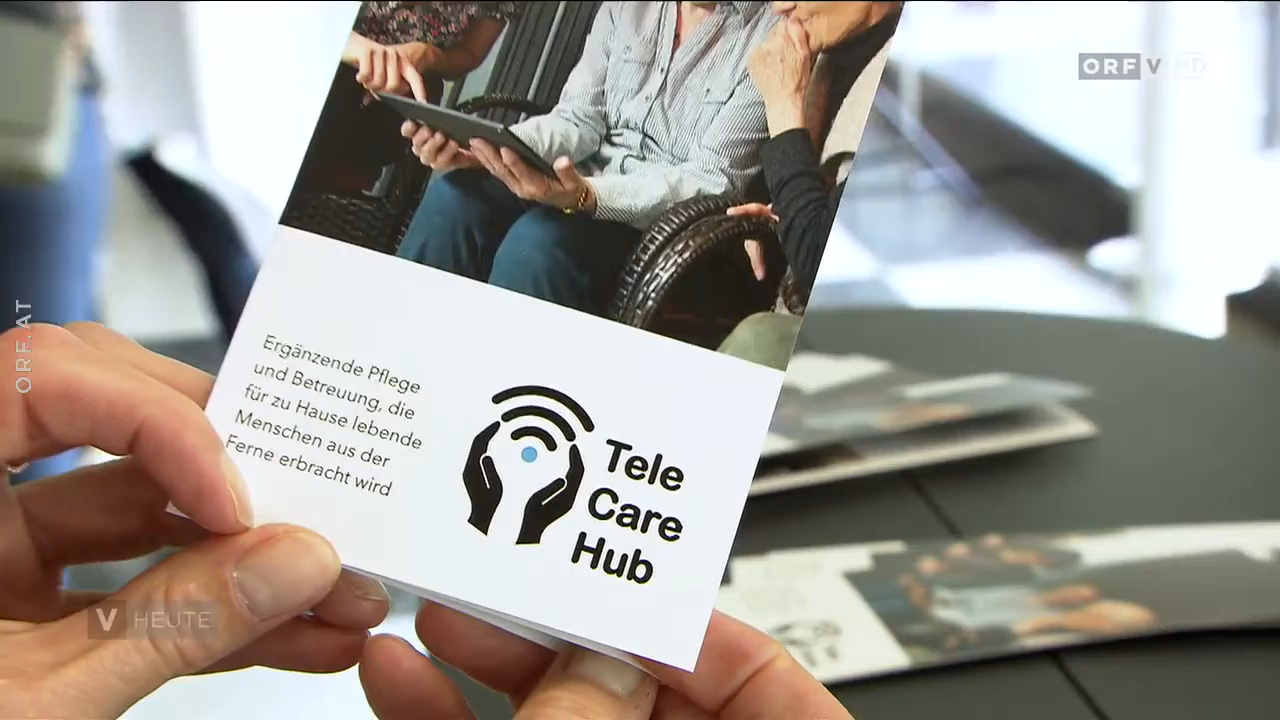 ORF V HD
ORF.AT
Ergänzende Pflege
und Betreuung, die
für zu Hause lebende
Menschen aus der
Ferne erbracht wird
Tele
Care
Hub
V HEUTE